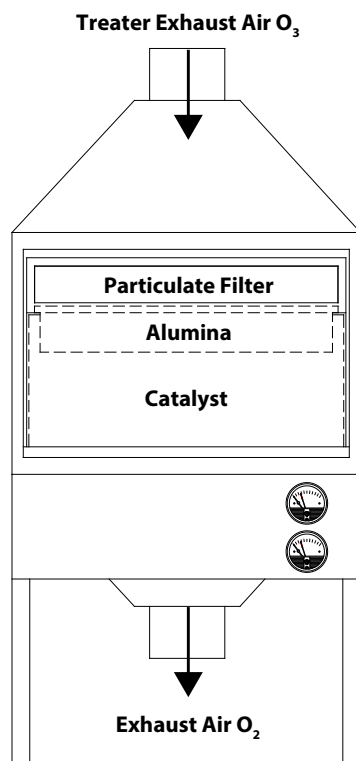 Treater Exhaust Air O₃
Particulate Filter
Alumina
Catalyst
Exhaust Air O₂